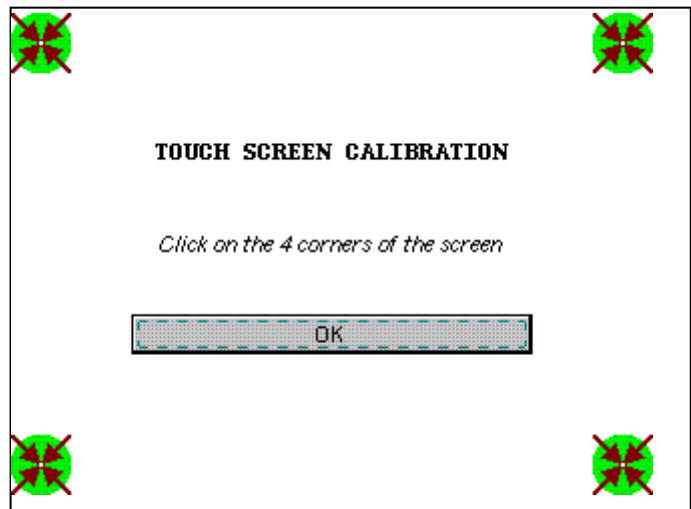 TOUCH SCREEN CALIBRATION
Click on the 4 corners of the screen
OK